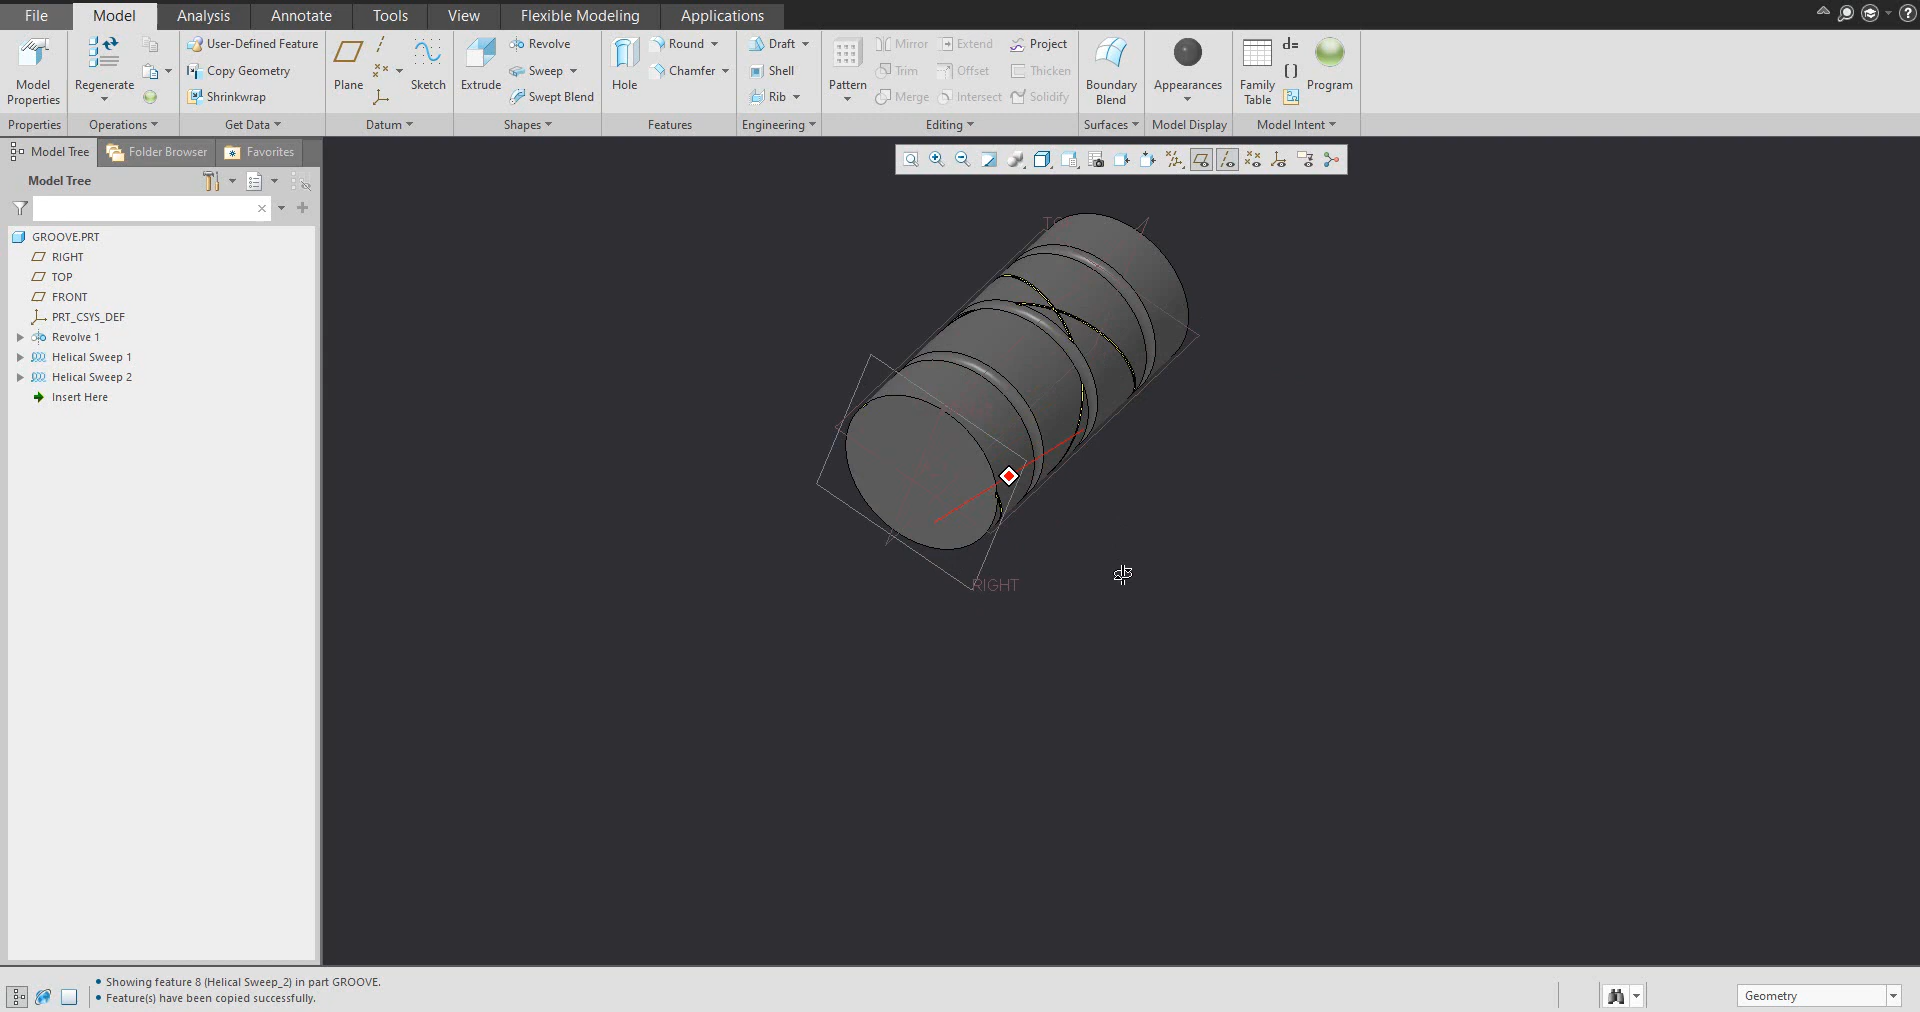 File Model Analysis Annotate Tools View Flexible Modeling Applications
Model Properties
Regenerate
User-Defined Feature
Copy Geometry
Shrinkwrap
Plane
Sketch
Extrude
Revolve
Sweep
Swept Blend
Hole
Round
Chamfer
Draft
Shell
Rib
Pattern
Mirror
Trim
Merge
Extend
Offset
Intersect
Project
Thicken
Solidify
Boundary Blend
Appearances
Family Table
d=
Program
Properties Operations Get Data Datum Shapes Features Engineering Editing Surfaces Model Display Model Intent
Model Tree Folder Browser Favorites
Model Tree
GROOVE.PRT
RIGHT
TOP
FRONT
PRT_CSYS_DEF
Revolve 1
Helical Sweep 1
Helical Sweep 2
Insert Here
RIGHT
Showing feature 8 (Helical Sweep_2) in part GROOVE.
Feature(s) have been copied successfully.
Geometry